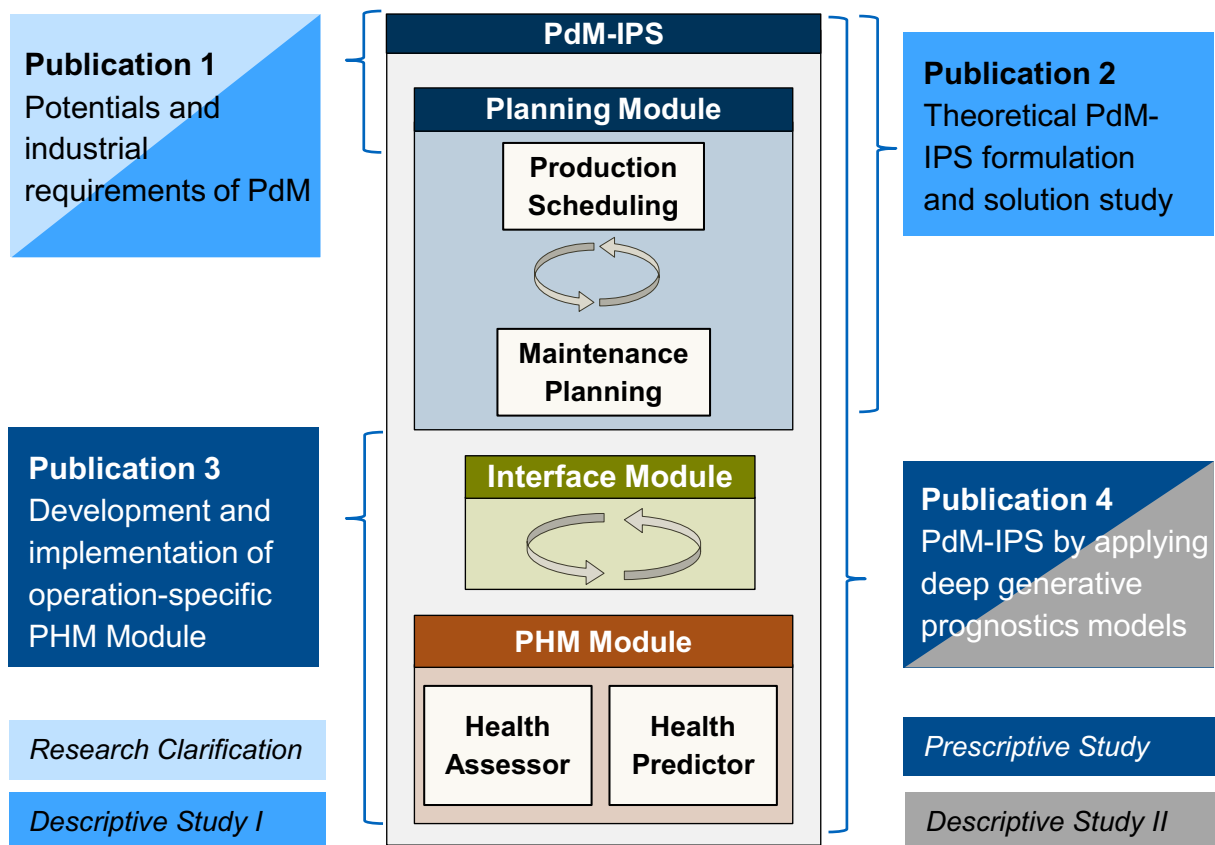 Publication 1
Potentials and
industrial
requirements of PdM
PdM-IPS
Planning Module
Production
Scheduling
Maintenance
Planning
Publication 2
Theoretical PdM-
IPS formulation
and solution study
Publication 3
Development and
implementation of
operation-specific
PHM Module
Interface Module
PHM Module
Health
Assessor
Health
Predictor
Publication 4
PdM-IPS by applying
deep generative
prognostics models
Research Clarification
Descriptive Study I
Prescriptive Study
Descriptive Study II